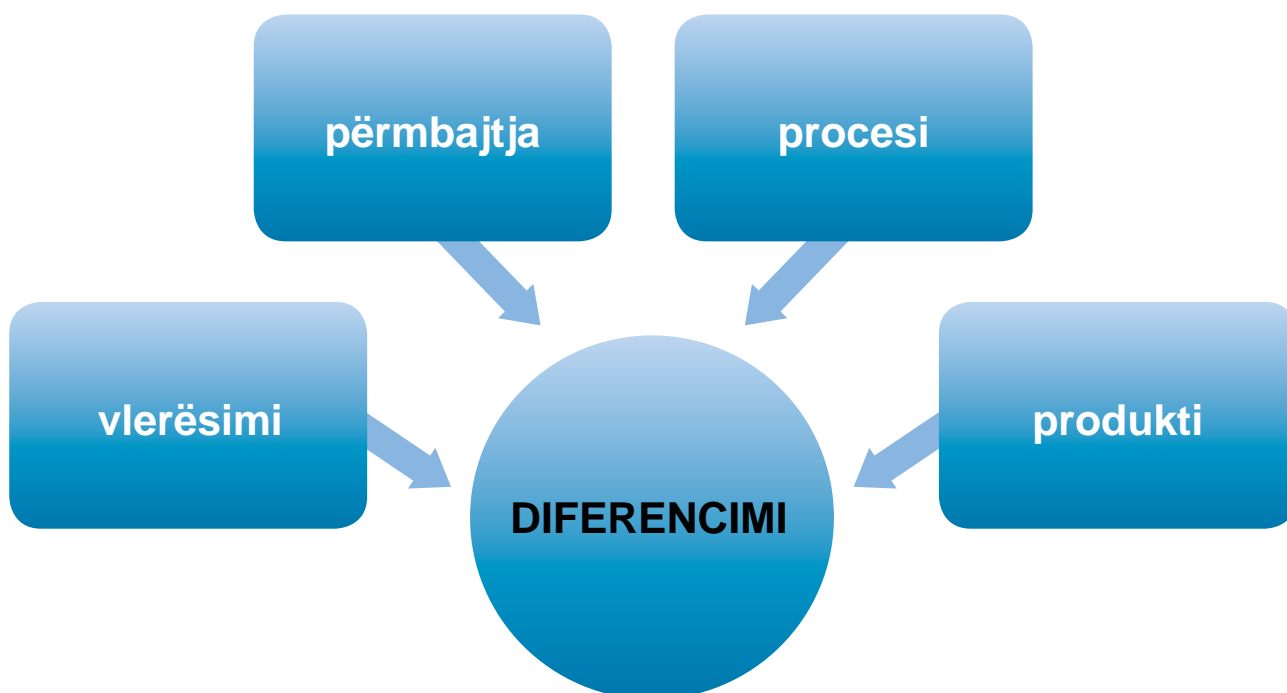 përmbajtja
procesi
vlerësimi
produkti
DIFERENCIMI